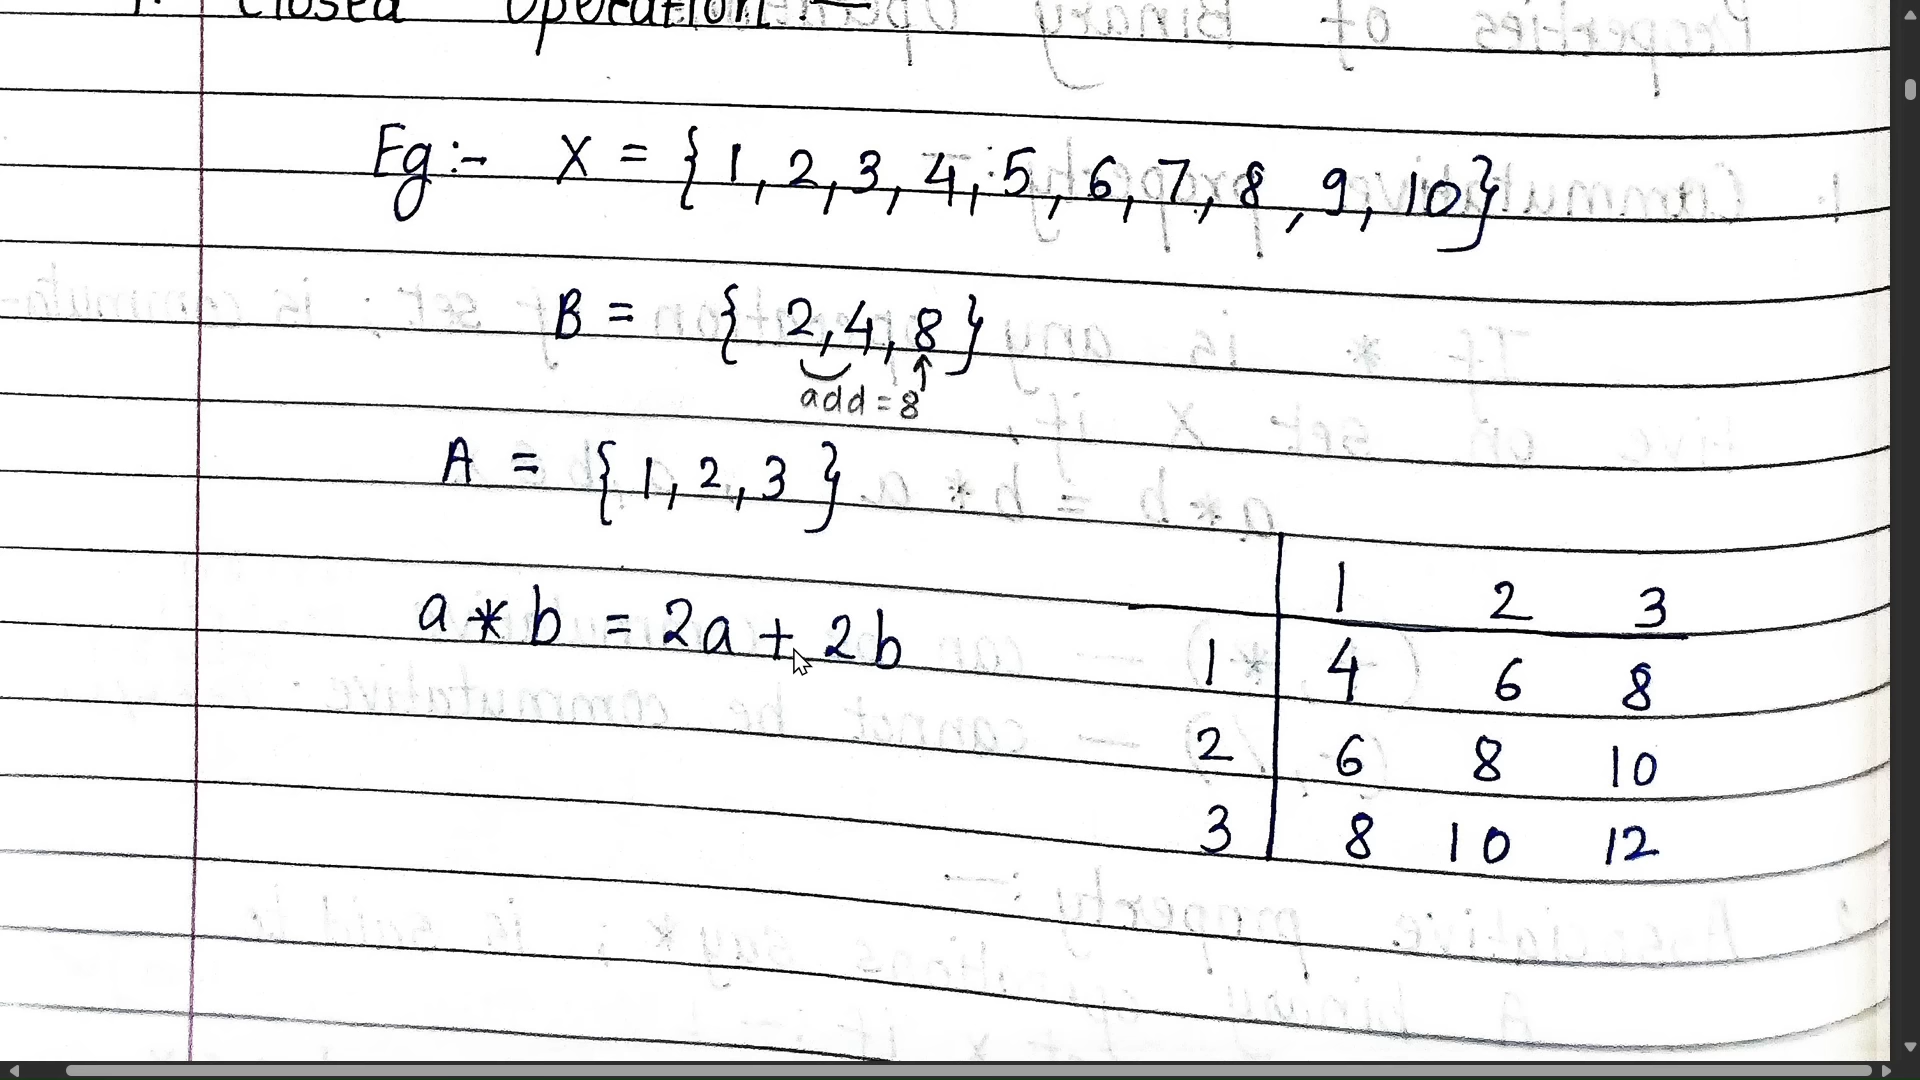 1. Closed Operation :-
Eg:- X = { 1, 2, 3, 4, 5, 6, 7, 8, 9, 10}
B = { 2, 4, 8 }
add = 8
A = { 1, 2, 3 }
a * b = 2a + 2b
1 2 3
1 4 6 8
2 6 8 10
3 8 10 12